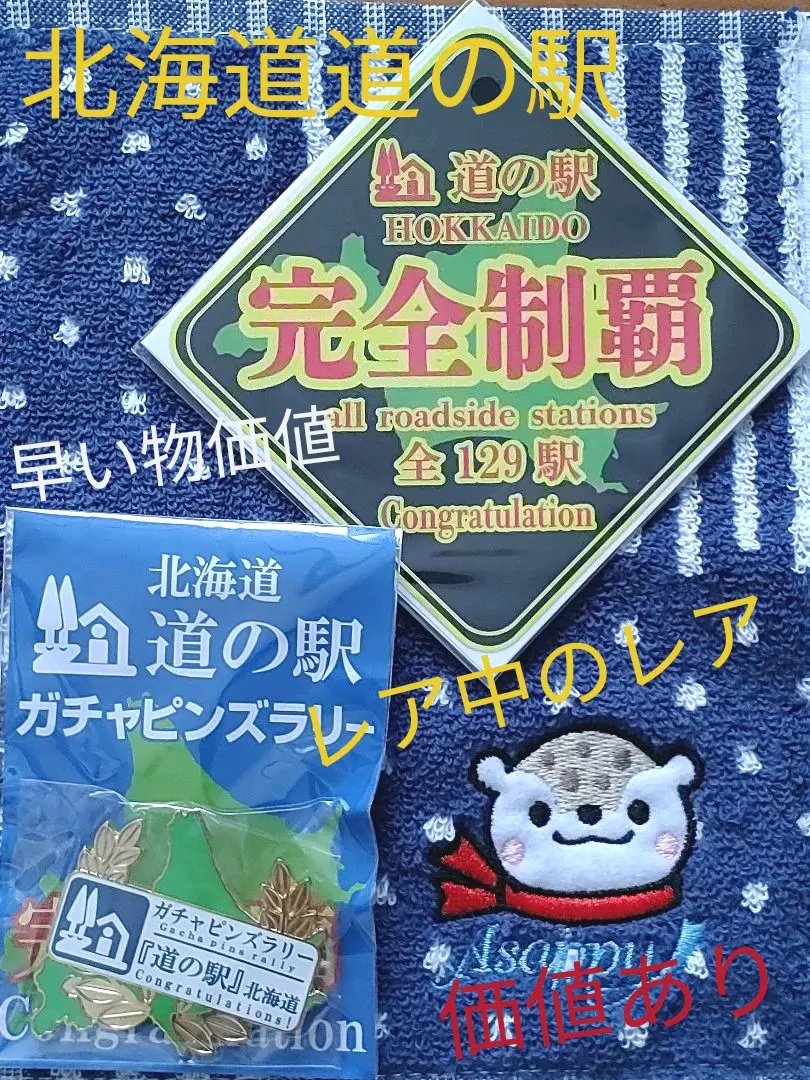 北海道道の駅
道の駅
HOKKAIDO
完全制覇
all roadside stations
全129駅
Congratulation
早い物価値
北海道
道の駅
ガチャピンズラリー
レア中のレア
ガチャピンズラリー
Gacha pins rally
『道の駅』北海道
Congratulations!
Asappy!
価値あり